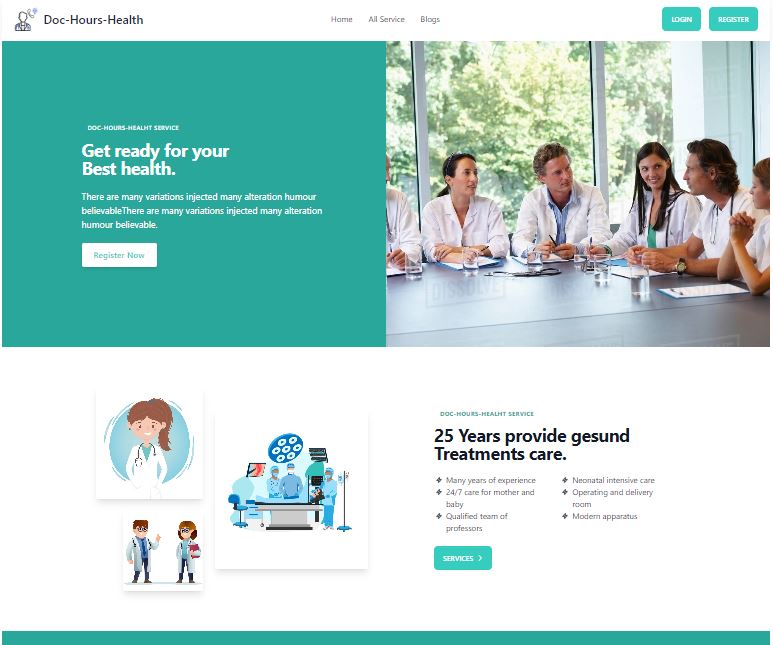 Doc-Hours-Health
Home
All Service
Blogs
LOGIN
REGISTER
DOC-HOURS-HEALHT SERVICE
Get ready for your
Best health.
There are many variations injected many alteration humour
believableThere are many variations injected many alteration
humour believable.
Register Now
DISSOLVE
DOC-HOURS-HEALHT SERVICE
25 Years provide gesund
Treatments care.
Many years of experience
24/7 care for mother and
baby
Qualified team of
professors
Neonatal intensive care
Operating and delivery
room
Modern apparatus
SERVICES